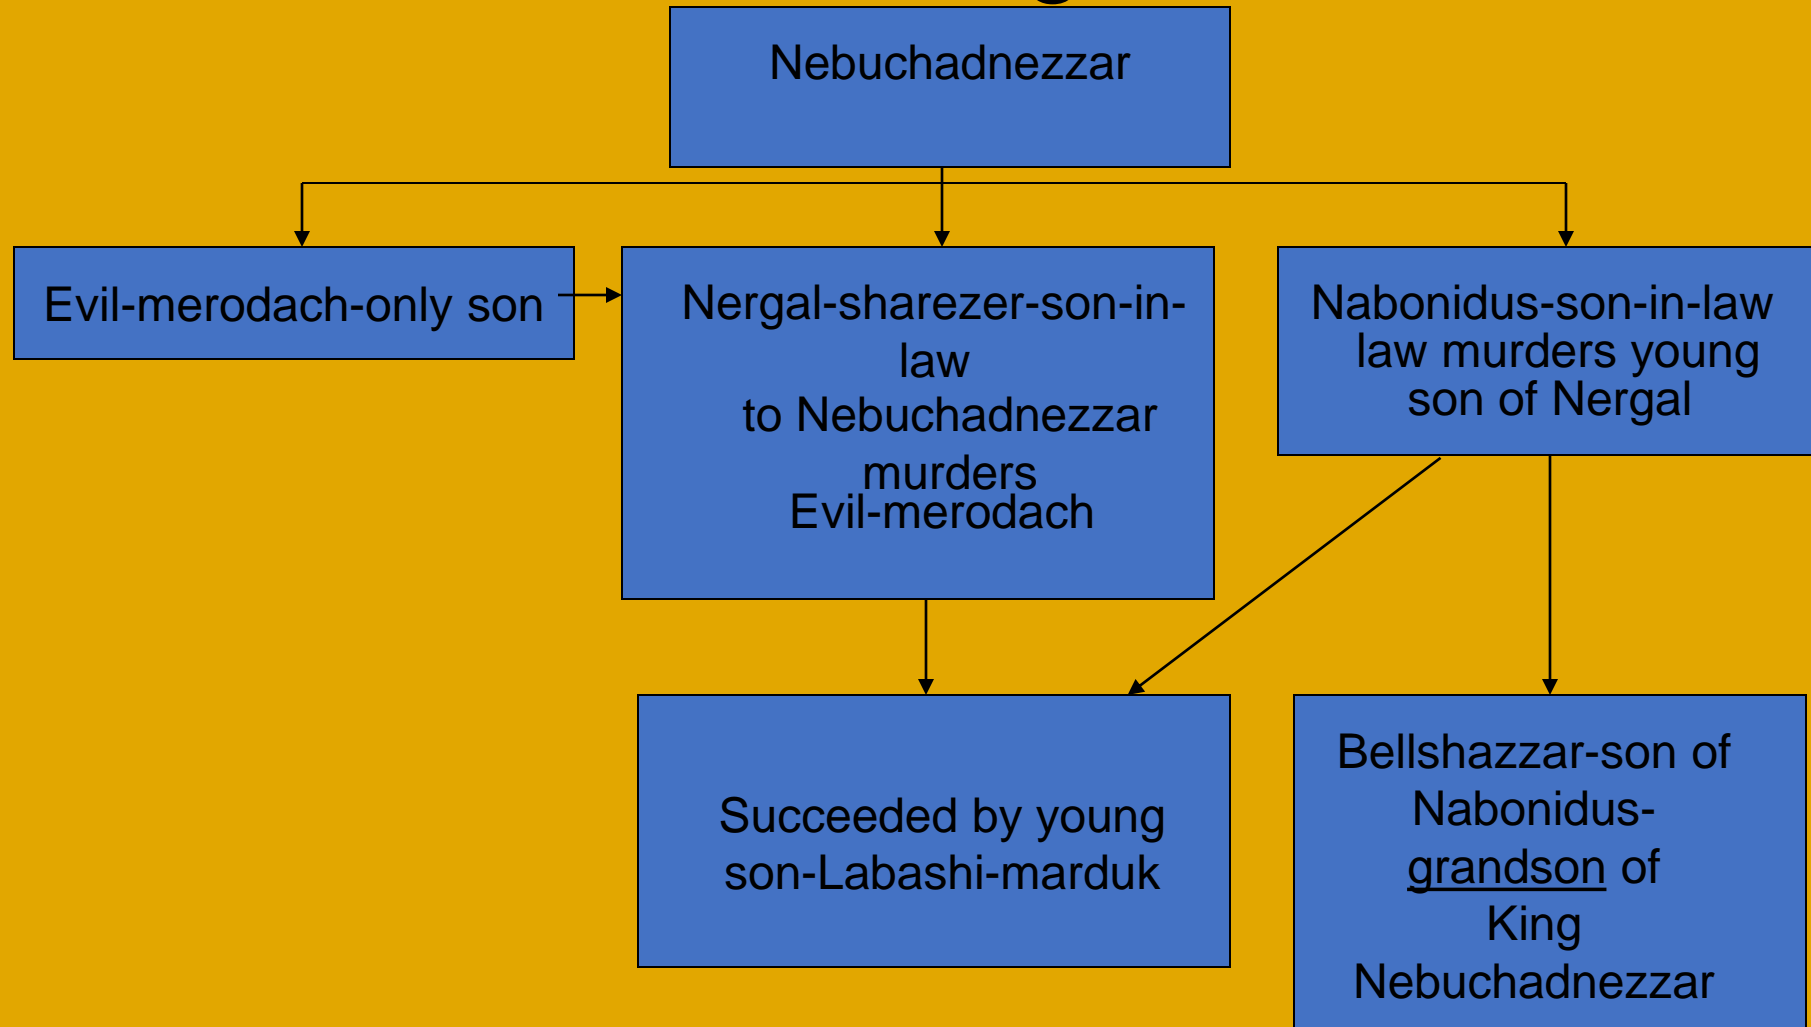 Nebuchadnezzar
Evil-merodach-only son
Nergal-sharezer-son-in-
law
to Nebuchadnezzar
murders
Evil-merodach
Nabonidus-son-in-law
law murders young
son of Nergal
Succeeded by young
son-Labashi-marduk
Bellshazzar-son of
Nabonidus-
grandson of
King
Nebuchadnezzar